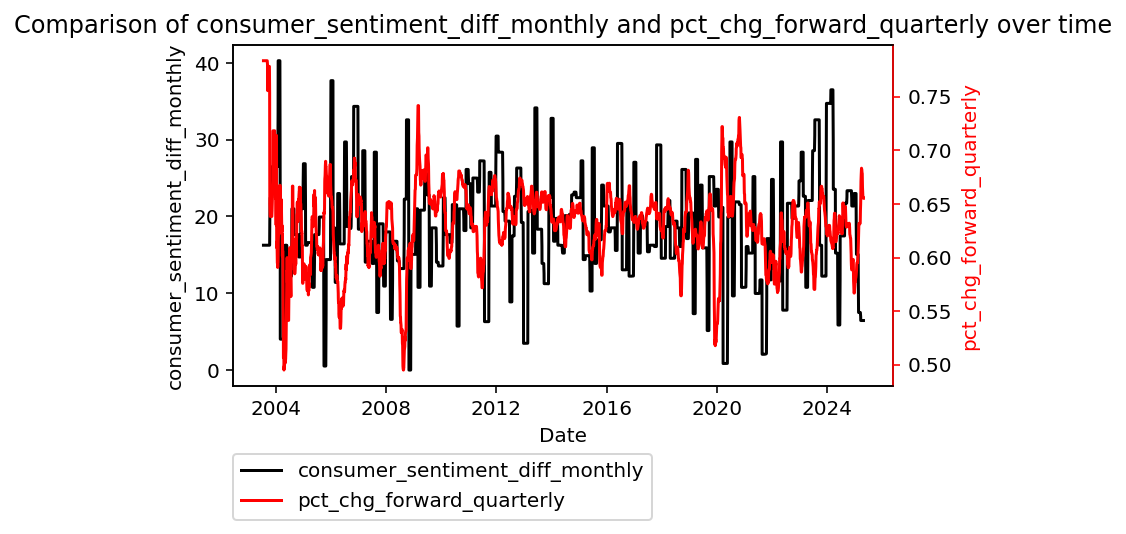 Comparison of consumer_sentiment_diff_monthly and pct_chg_forward_quarterly over time
consumer_sentiment_diff_monthly
40
30
20
10
0
0.75
0.70
0.65
0.60
0.55
0.50
pct_chg_forward_quarterly
2004 2008 2012 2016 2020 2024
Date
consumer_sentiment_diff_monthly
pct_chg_forward_quarterly